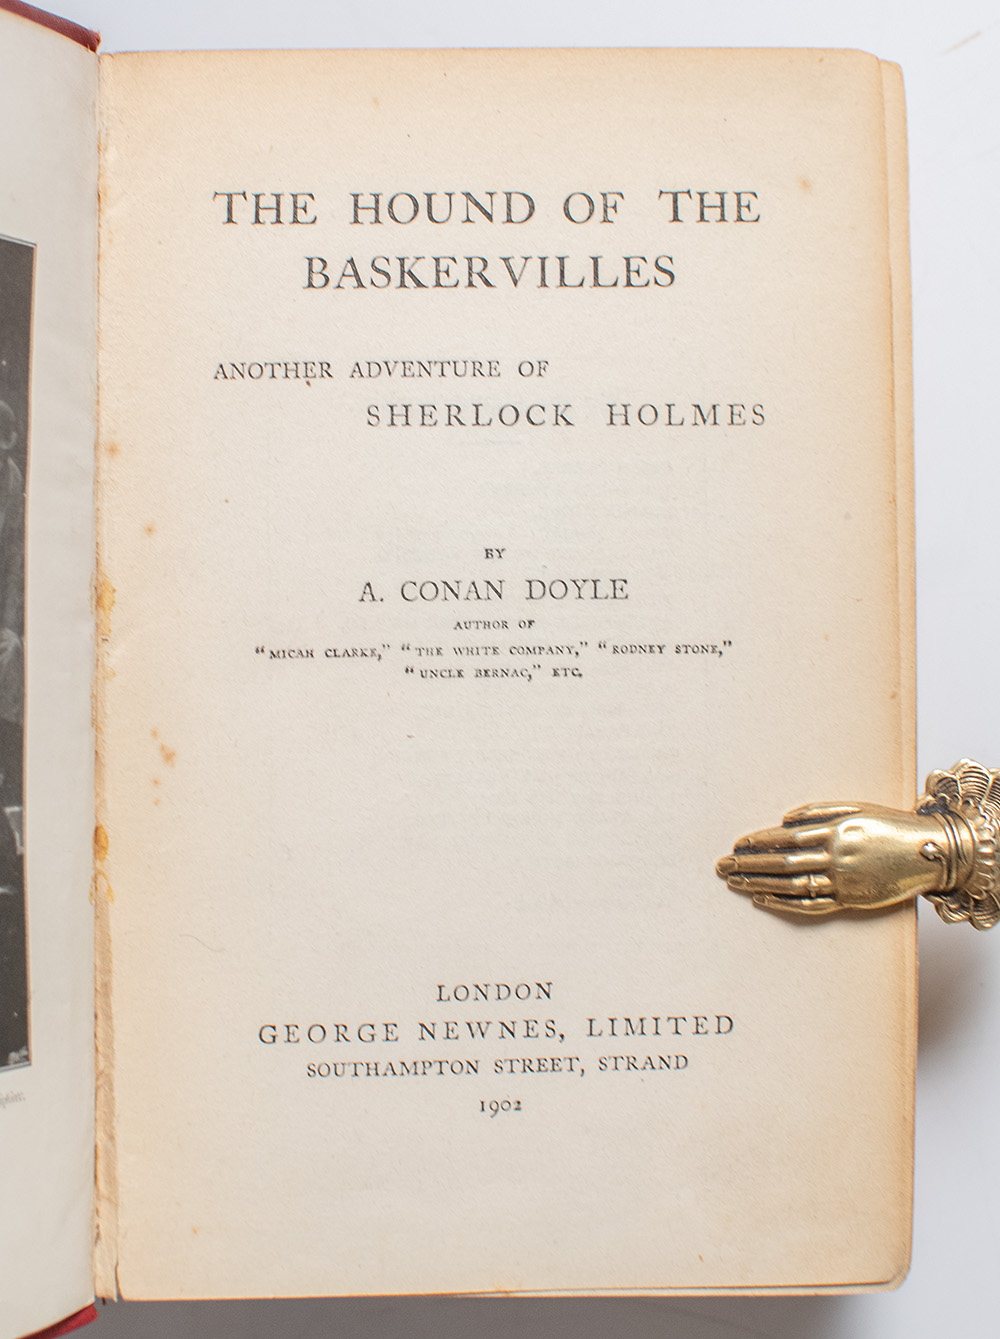 THE HOUND OF THE
BASKERVILLES
ANOTHER ADVENTURE OF
SHERLOCK HOLMES
BY
A. CONAN DOYLE
AUTHOR OF
“MICAH CLARKE,” “THE WHITE COMPANY,” “RODNEY STONE,”
“UNCLE BERNAC,” ETC.
LONDON
GEORGE NEWNES, LIMITED
SOUTHAMPTON STREET, STRAND
1902